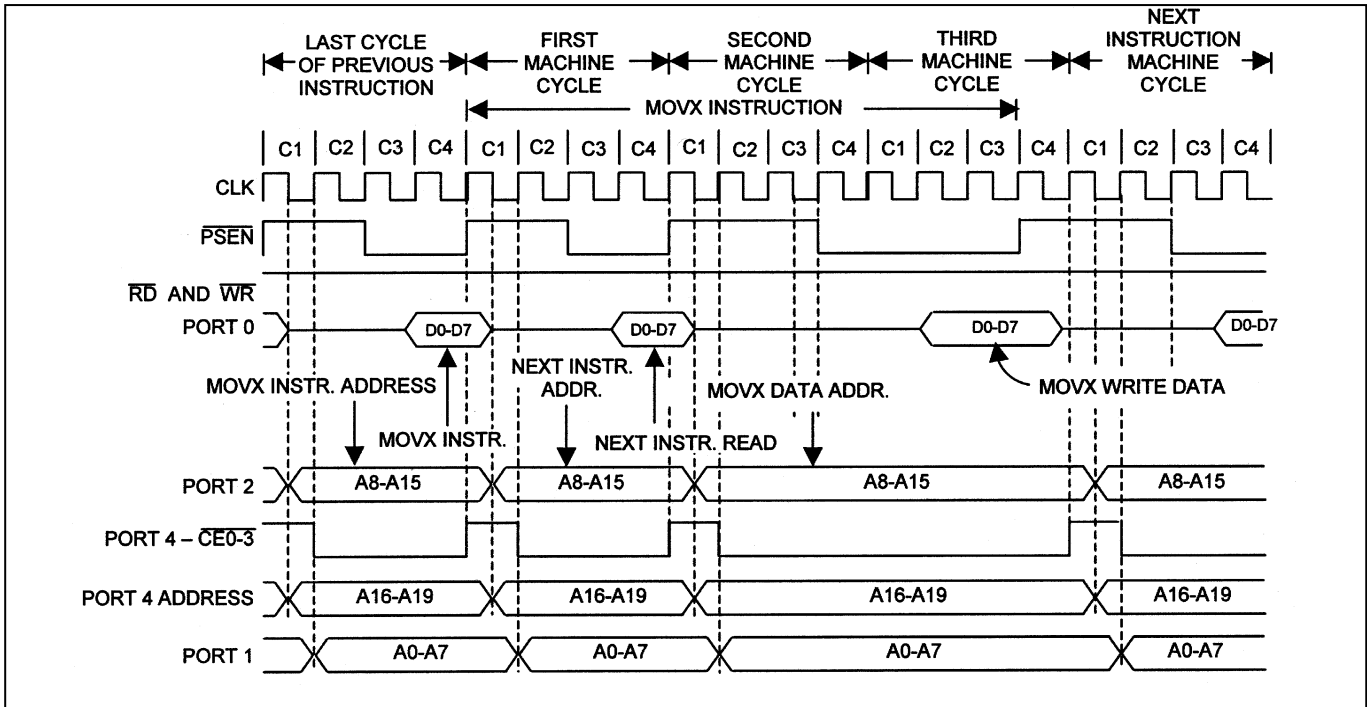 LAST CYCLE
OF PREVIOUS
INSTRUCTION
FIRST
MACHINE
CYCLE
SECOND
MACHINE
CYCLE
THIRD
MACHINE
CYCLE
NEXT
INSTRUCTION
MACHINE
CYCLE
MOVX INSTRUCTION
C1 C2 C3 C4 C1 C2 C3 C4 C1 C2 C3 C4 C1 C2 C3 C4 C1 C2 C3 C4
CLK
PSEN
RD AND WR
PORT 0 D0-D7 D0-D7 D0-D7 D0-D7
MOVX INSTR. ADDRESS
MOVX INSTR.
NEXT INSTR.
ADDR.
NEXT INSTR. READ
MOVX DATA ADDR.
MOVX WRITE DATA
PORT 2 A8-A15 A8-A15 A8-A15 A8-A15
PORT 4 – CE0-3
PORT 4 ADDRESS A16-A19 A16-A19 A16-A19 A16-A19
PORT 1 A0-A7 A0-A7 A0-A7 A0-A7